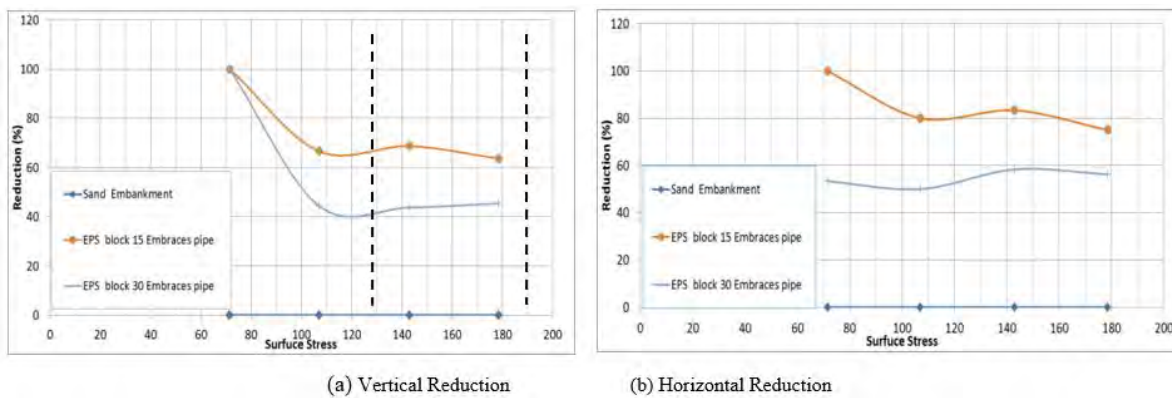 120
100
80
60
40
20
0
Reduction (%)
Sand Embankment
EPS block 15 Embraces pipe
EPS block 30 Embraces pipe
0 20 40 60 80 100 120 140 160 180 200
Surfuce Stress
(a) Vertical Reduction
120
100
80
60
40
20
0
Reduction (%)
Sand Embankment
EPS block 15 Embraces pipe
EPS block 30 Embraces pipe
0 20 40 60 80 100 120 140 160 180 200
Surfuce Stress
(b) Horizontal Reduction